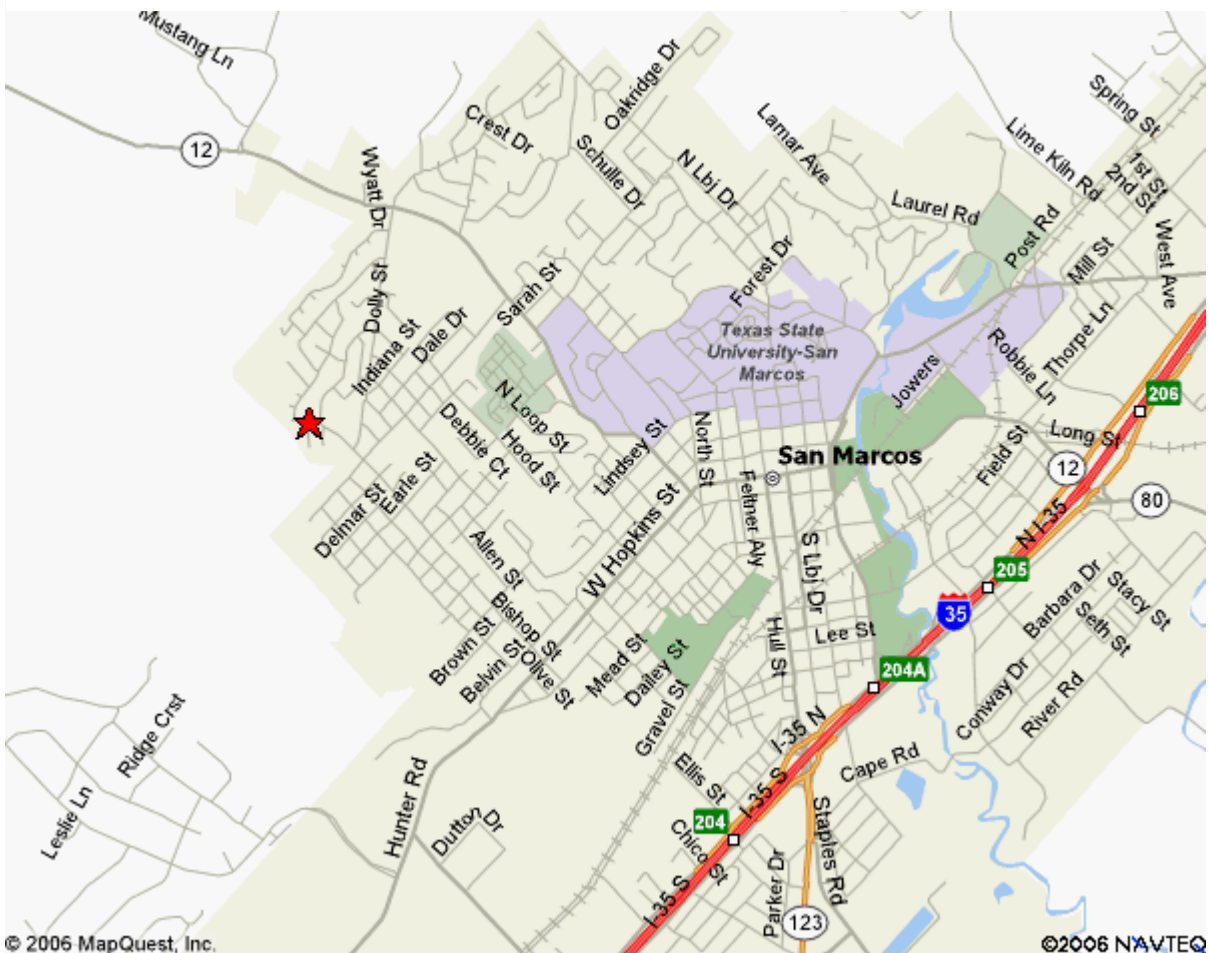 Mustang Ln
Oakridge Dr
Spring St
Crest Dr
Lamar Ave
Lime Kiln Rd
12
Schulle Dr
N Lbj Dr
1st St
2nd St
Wyatt Dr
Laurel Rd
Post Rd
West Ave
Mill St
Forest Dr
Dolly St
Sarah St
Indiana St
Dale Dr
Texas State
University-San
Marcos
Thorpe Ln
Robbie Ln
Jowers
206
N Loop St
Debbie Ct
Hood St
Lindsey St
North St
San Marcos
Long St
Field St
12
80
Earle St
Delmar St
Feltner Aly
W Hopkins St
N I-35
Allen St
S Lbj Dr
205
35
Barbara Dr
Stacy St
Seth St
Bishop St
Brown St
Belvin St
Olive St
Mead St
Dailey St
Hull St
Lee St
204A
Conway Dr
River Rd
Gravel St
Ridge Crst
I-35 N
Cape Rd
Ellis St
I-35 S
Leslie Ln
Hunter Rd
Dutton Dr
204
Staples Rd
Chico St
Parker Dr
I-35 S
123
© 2006 MapQuest, Inc.
©2006 NAVTEQ